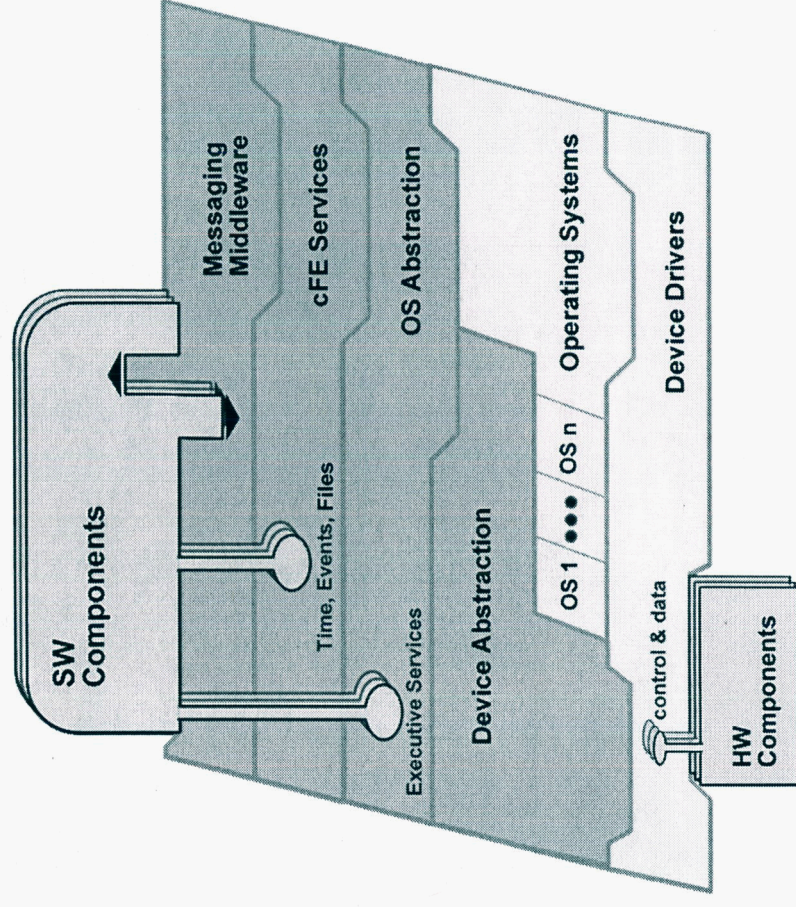 SW
Components
Messaging
Middleware
cFE Services
Time, Events, Files
OS Abstraction
Executive Services
Device Abstraction
Operating Systems
OS 1 ●●● OS n
Device Drivers
control & data
HW
Components